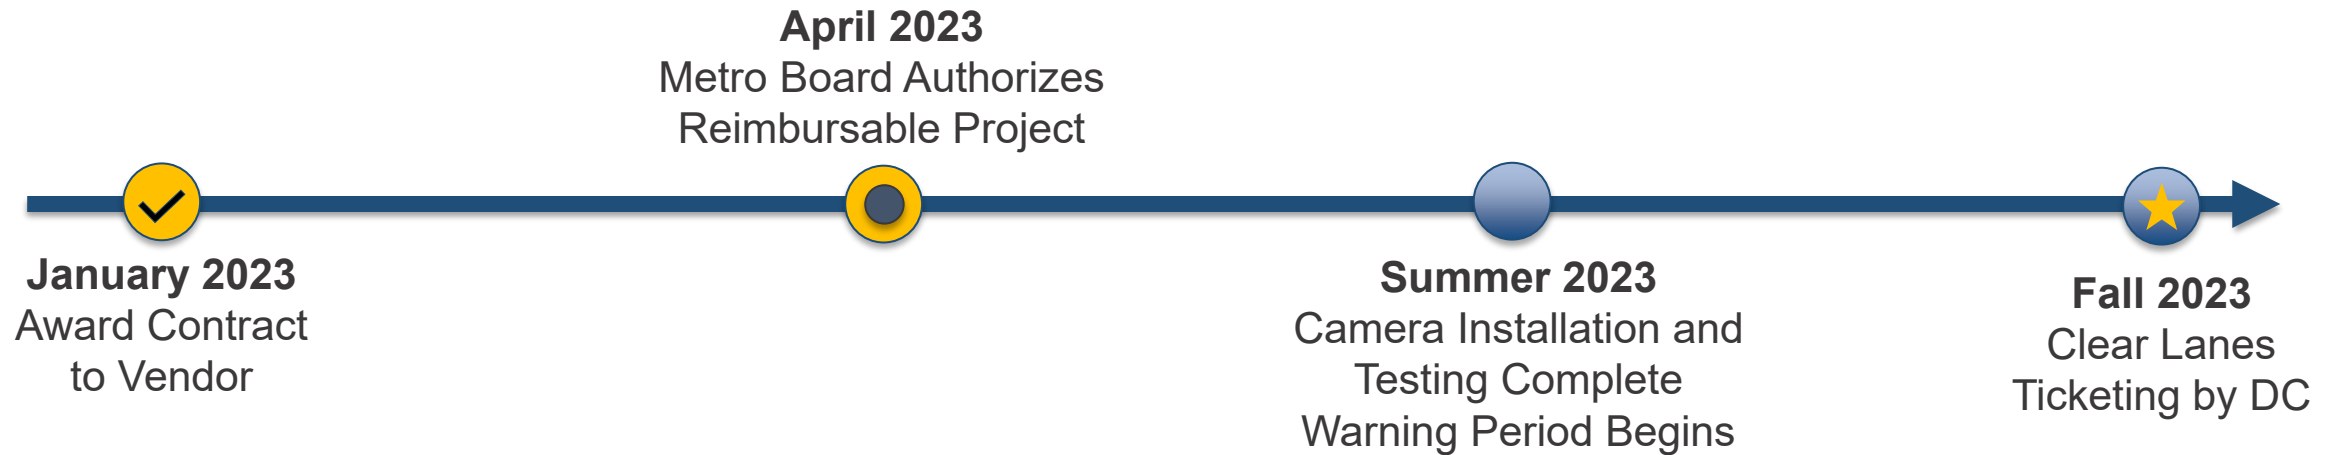 January 2023
Award Contract
to Vendor
April 2023
Metro Board Authorizes
Reimbursable Project
Summer 2023
Camera Installation and
Testing Complete
Warning Period Begins
Fall 2023
Clear Lanes
Ticketing by DC